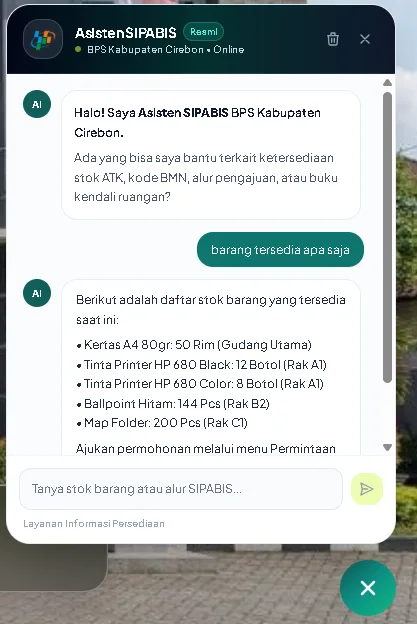 Asisten SIPABIS Resmi
BPS Kabupaten Cirebon • Online
AI
Halo! Saya Asisten SIPABIS BPS Kabupaten
Cirebon.
Ada yang bisa saya bantu terkait ketersediaan
stok ATK, kode BMN, alur pengajuan, atau buku
kendali ruangan?
barang tersedia apa saja
AI
Berikut adalah daftar stok barang yang tersedia
saat ini:
• Kertas A4 80gr: 50 Rim (Gudang Utama)
• Tinta Printer HP 680 Black: 12 Botol (Rak A1)
• Tinta Printer HP 680 Color: 8 Botol (Rak A1)
• Ballpoint Hitam: 144 Pcs (Rak B2)
• Map Folder: 200 Pcs (Rak C1)
Ajukan permohonan melalui menu Permintaan
Tanya stok barang atau alur SIPABIS...
Layanan Informasi Persediaan